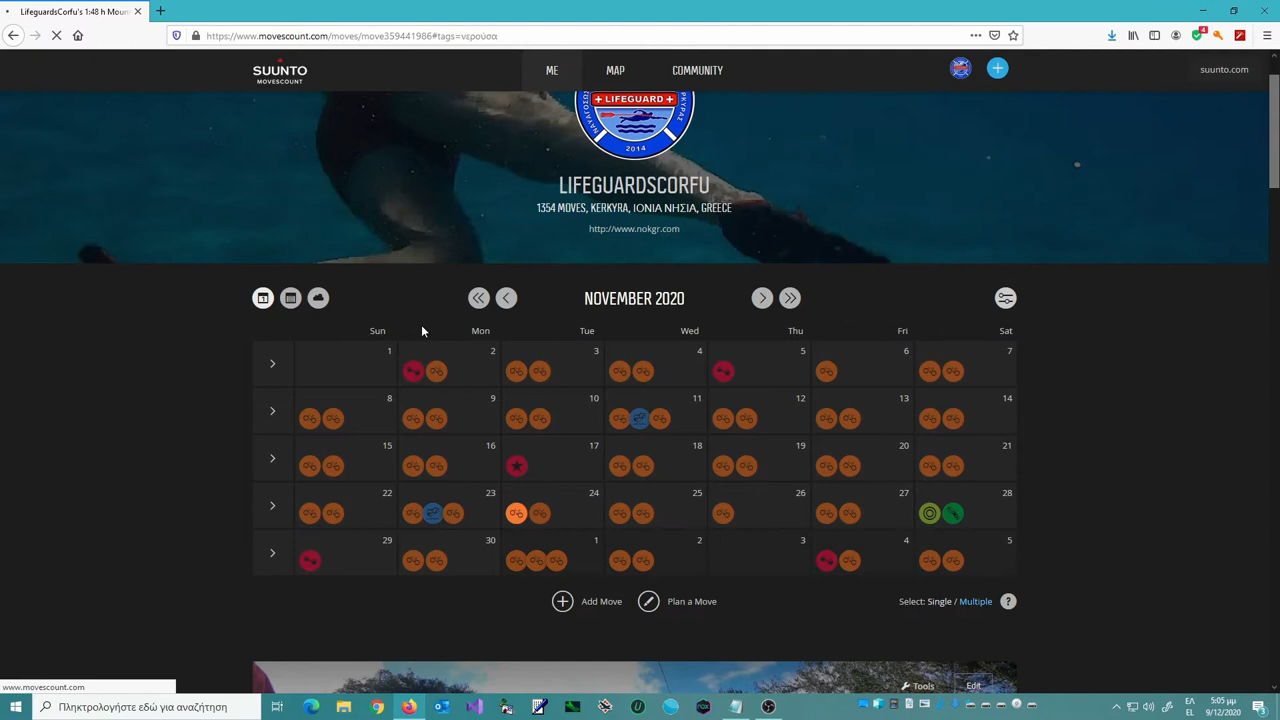 LifeguardsCorfu's 1:48 h Moun
https://www.movescount.com/moves/move359441986#tags=νερούσα
SUUNTO
MOVESCOUNT
ME
MAP
COMMUNITY
suunto.com
LIFEGUARD
2014
LIFEGUARDSCORFU
1354 MOVES, KERKYRA, ΙΟΝΙΑ ΝΗΣΙΑ, GREECE
http://www.nokgr.com
NOVEMBER 2020
Sun Mon Tue Wed Thu Fri Sat
1 2 3 4 5 6 7
8 9 10 11 12 13 14
15 16 17 18 19 20 21
22 23 24 25 26 27 28
29 30 1 2 3 4 5
Add Move Plan a Move Select: Single / Multiple ?
Tools Edit
www.movescount.com
Πληκτρολογήστε εδώ για αναζήτηση
ΕΛ 5:05 μμ
EL 9/12/2020